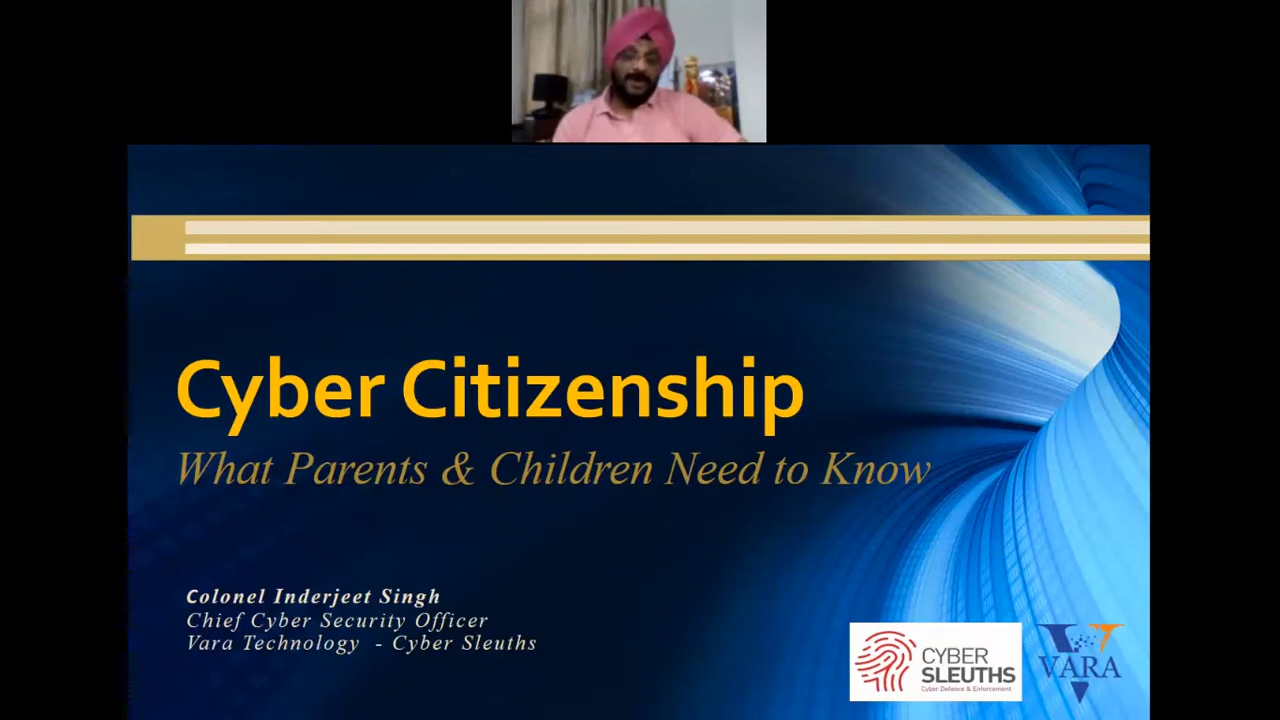 Cyber Citizenship
What Parents & Children Need to Know
Colonel Inderjeet Singh
Chief Cyber Security Officer
Vara Technology - Cyber Sleuths
CYBER
SLEUTHS
Cyber Defence & Enforcement
VARA